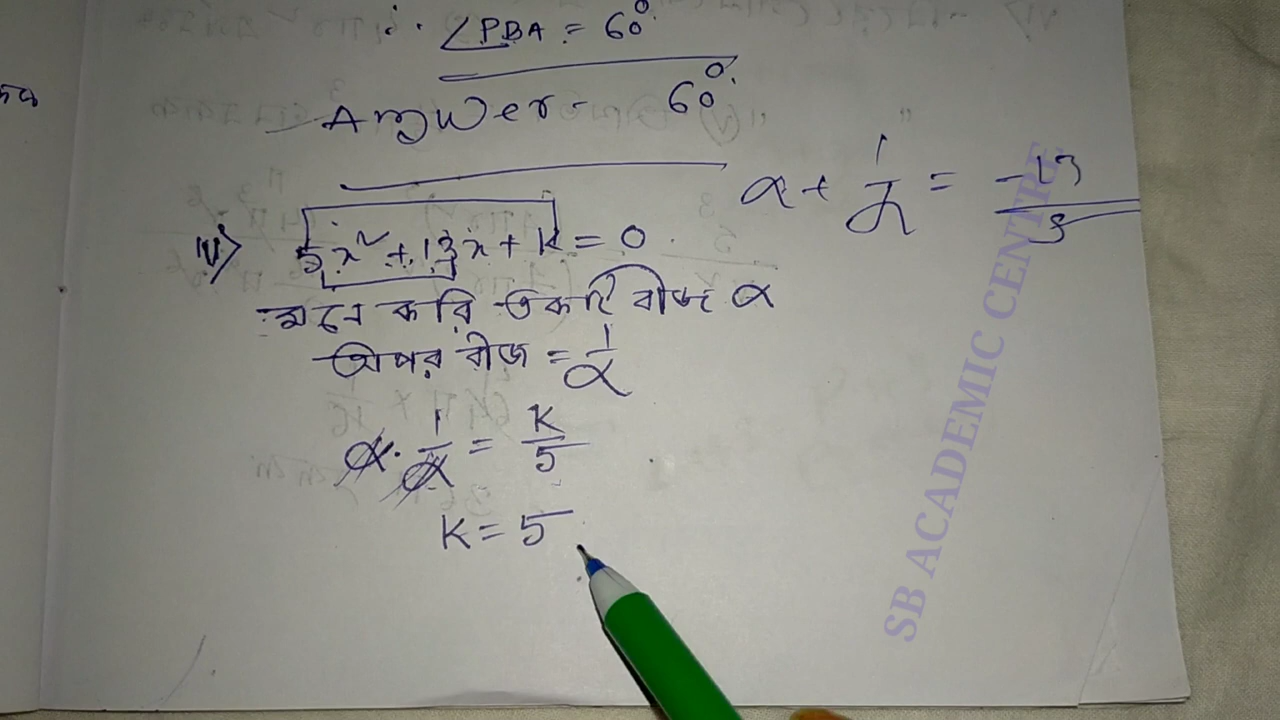 ∴ ∠PBA = 60°
Answer - 60°
α + 1/α = -13/5
IV) 5x² + 13x + K = 0
মনে করি একটি বীজ α
অপর বীজ = 1/α
α · 1/α = K/5
K = 5
SB ACADEMIC CENTRE